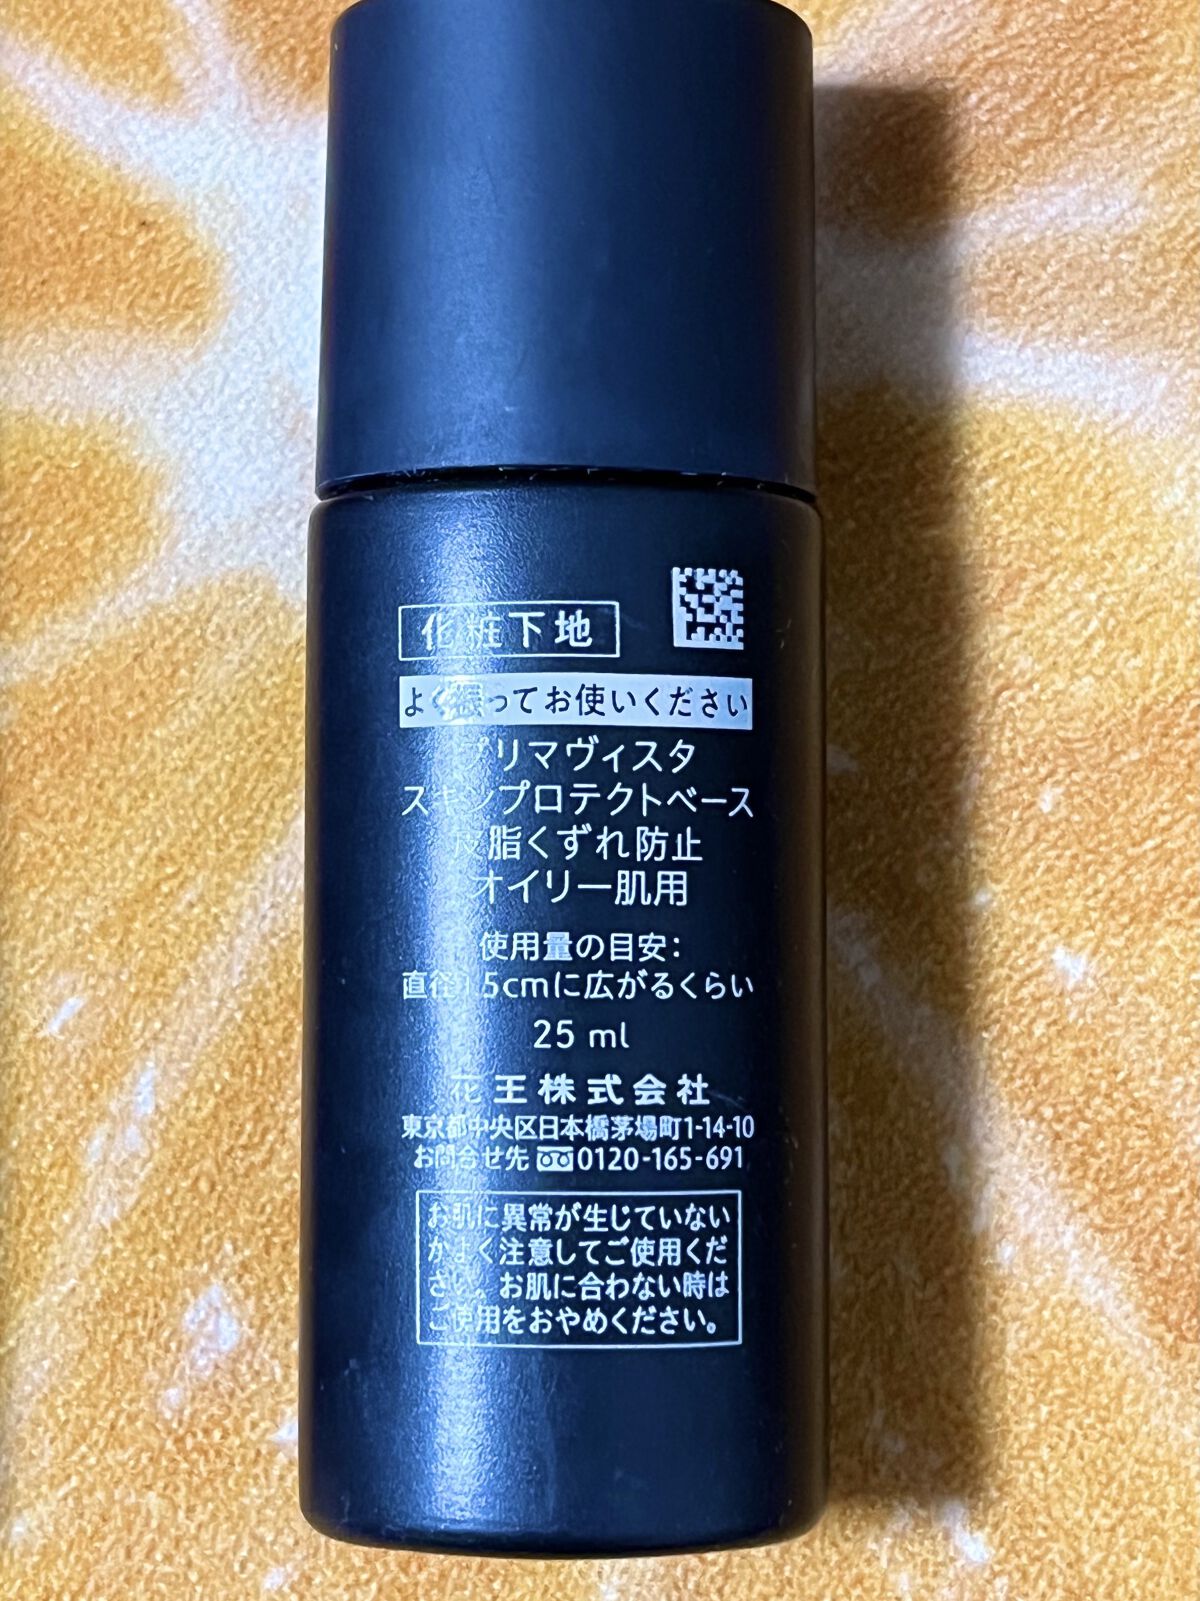 化粧下地
よく振ってお使いください
プリマヴィスタ
スキンプロテクトベース
皮脂くずれ防止
オイリー肌用
使用量の目安:
直径1.5cmに広がるくらい
25 ml
花王株式会社
東京都中央区日本橋茅場町1-14-10
お問合せ先 0120-165-691
お肌に異常が生じていない
かよく注意してご使用くだ
さい。お肌に合わない時は
ご使用をおやめください。